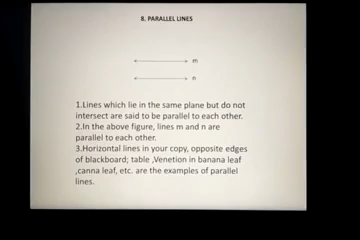 8. PARALLEL LINES
m
n
1.Lines which lie in the same plane but do not
intersect are said to be parallel to each other.
2.In the above figure, lines m and n are
parallel to each other.
3.Horizontal lines in your copy, opposite edges
of blackboard; table ,Venetion in banana leaf
,canna leaf, etc. are the examples of parallel
lines.